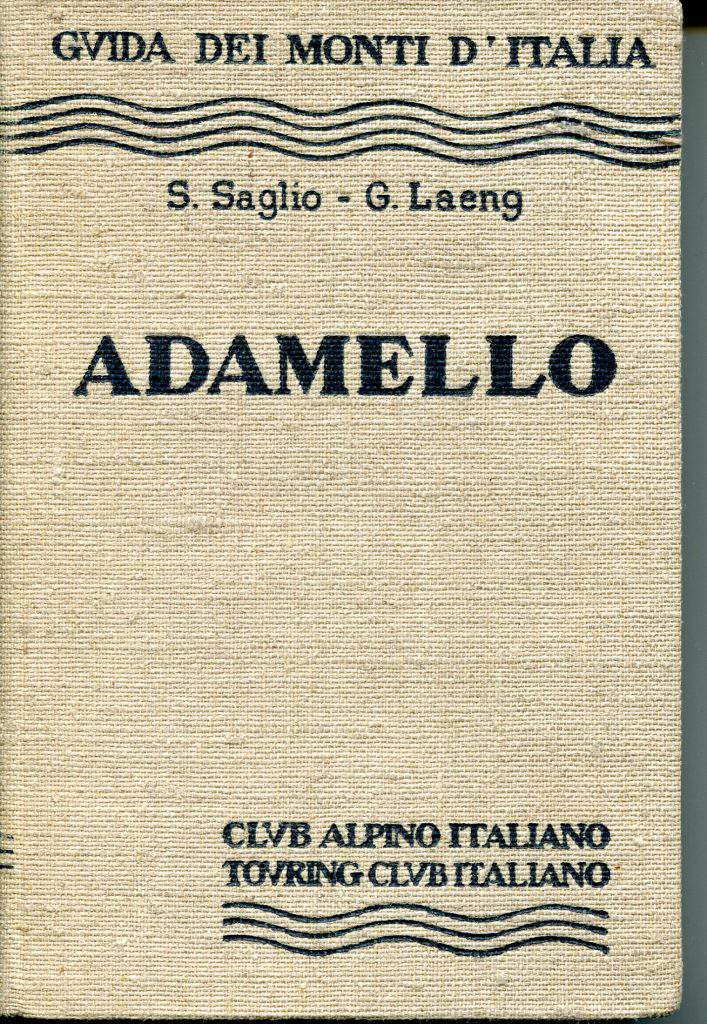 GVIDA DEI MONTI D'ITALIA
S. Saglio - G. Laeng
ADAMELLO
CLVB ALPINO ITALIANO
TOVRING CLVB ITALIANO